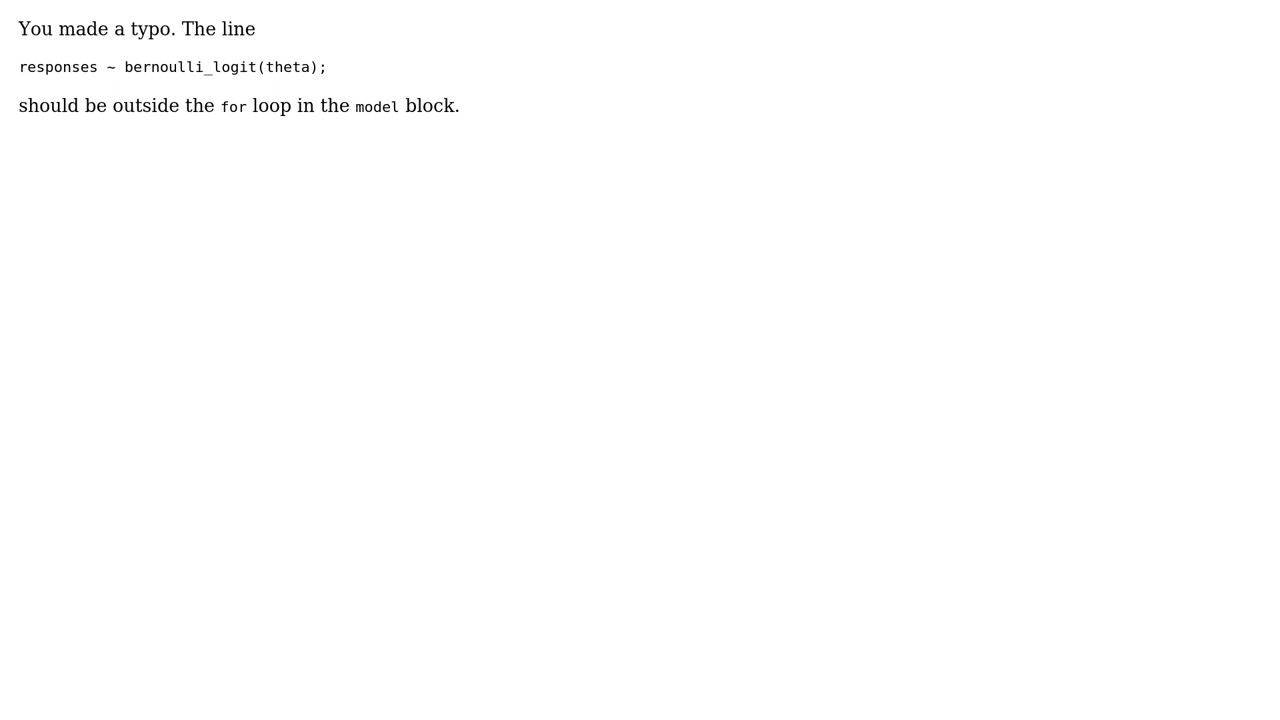 You made a typo. The line
responses ~ bernoulli_logit(theta);
should be outside the for loop in the model block.